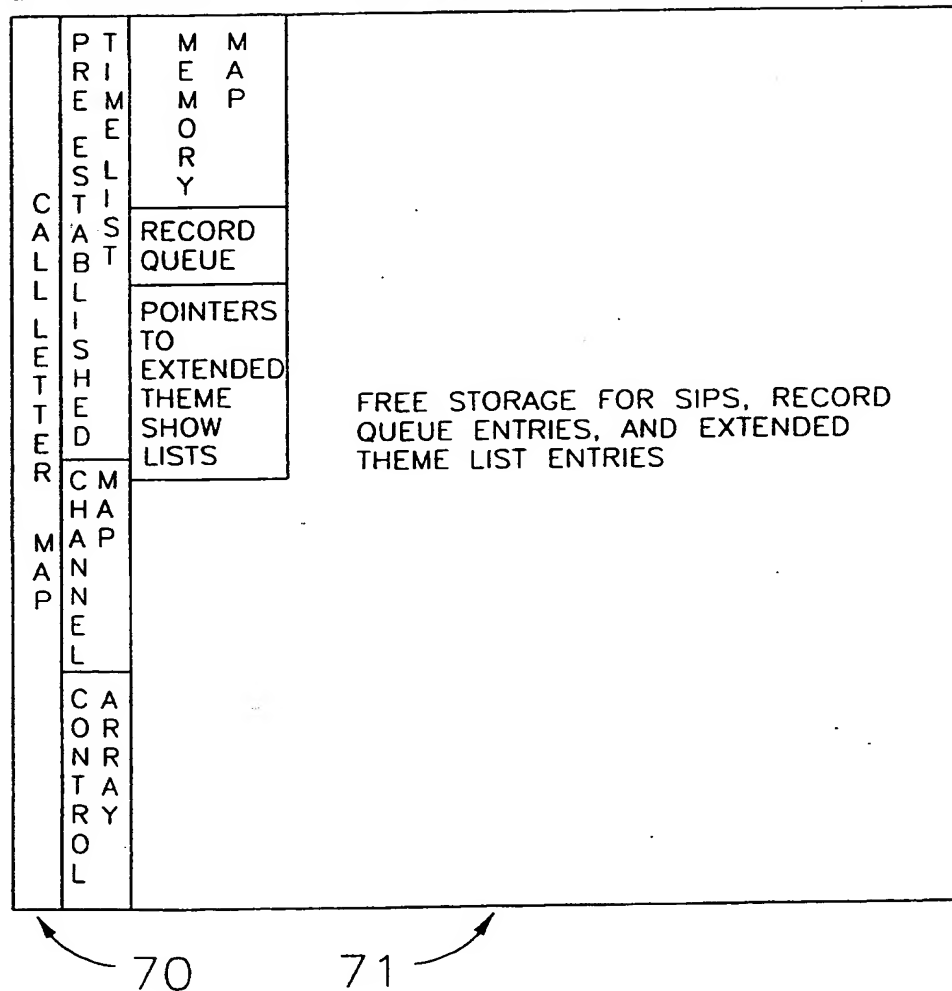 CALL LETTER MAP
PRE ESTABLISHED
TIME LIST
CHANNEL
MAP
CONTROL
ARRAY
MEMORY
MAP
RECORD
QUEUE
POINTERS
TO
EXTENDED
THEME
SHOW
LISTS
FREE STORAGE FOR SIPS, RECORD
QUEUE ENTRIES, AND EXTENDED
THEME LIST ENTRIES
70
71